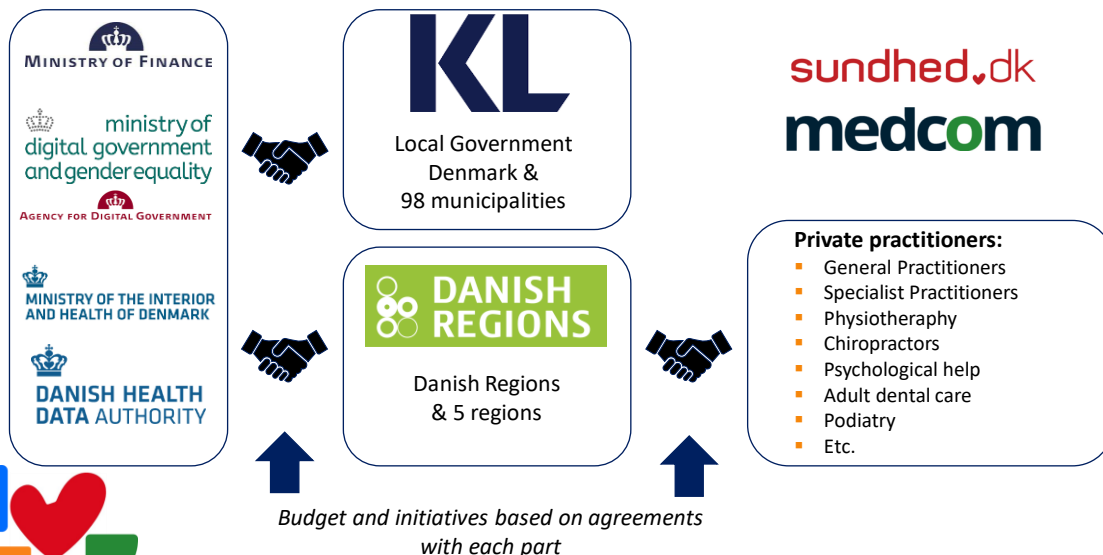 MINISTRY OF FINANCE
ministry of
digital government
and gender equality
AGENCY FOR DIGITAL GOVERNMENT
MINISTRY OF THE INTERIOR
AND HEALTH OF DENMARK
DANISH HEALTH
DATA AUTHORITY
KL
Local Government
Denmark &
98 municipalities
DANISH
REGIONS
Danish Regions
& 5 regions
sundhed.dk
medcom
Private practitioners:
General Practitioners
Specialist Practitioners
Physiotheraphy
Chiropractors
Psychological help
Adult dental care
Podiatry
Etc.
Budget and initiatives based on agreements
with each part